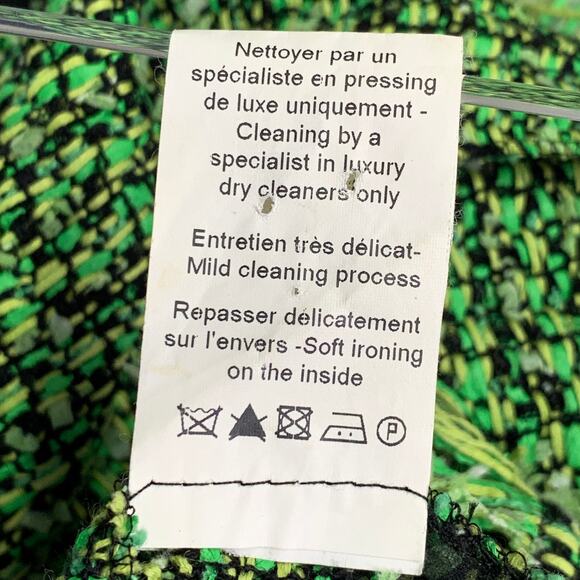 Nettoyer par un
spécialiste en pressing
de luxe uniquement -
Cleaning by a
specialist in luxury
dry cleaners only
Entretien très délicat-
Mild cleaning process
Repasser délicatement
sur l'envers -Soft ironing
on the inside
P